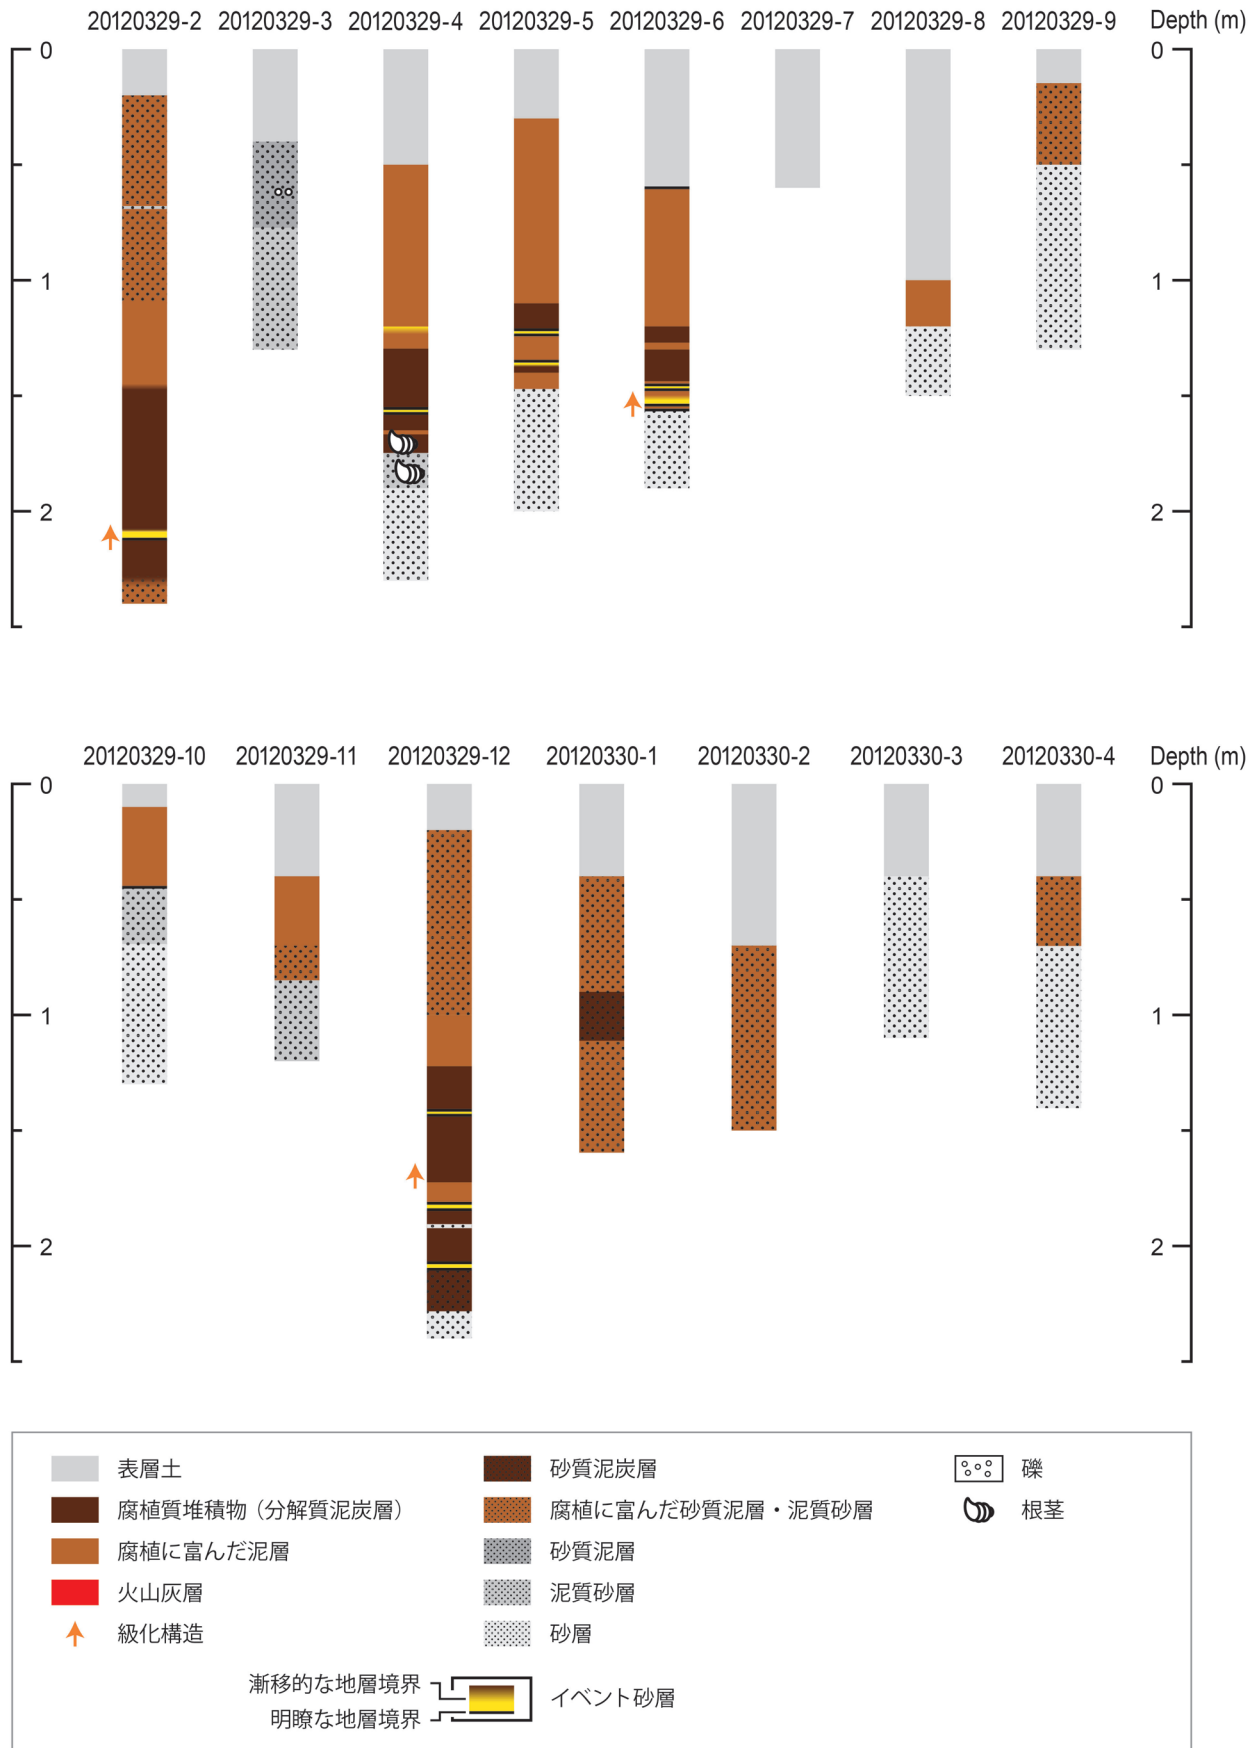 20120329-2 20120329-3 20120329-4 20120329-5 20120329-6 20120329-7 20120329-8 20120329-9 Depth (m)
0 0
1 1
2 2
20120329-10 20120329-11 20120329-12 20120330-1 20120330-2 20120330-3 20120330-4 Depth (m)
0 0
1 1
2 2
表層土 砂質泥炭層 礫
腐植質堆積物（分解質泥炭層） 腐植に富んだ砂質泥層・泥質砂層 根茎
腐植に富んだ泥層 砂質泥層
火山灰層 泥質砂層
級化構造 砂層
漸移的な地層境界
イベント砂層
明瞭な地層境界